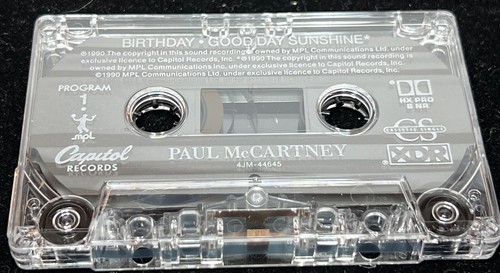 BIRTHDAY * GOOD DAY SUNSHINE*
℗1990 The copyright in this sound recording owned by MPL Communications Ltd. under
exclusive licence to Capitol Records, Inc. *℗1990 The copyright in this sound recording is
owned by MPL Communications Inc. under exclusive licence to Capitol Records, Inc.
©1990 MPL Communications Ltd. under exclusive licence to Capitol Records, Inc.
PROGRAM
1
mpl
HX PRO
B NR
CS
CASSETTE SINGLE
Capitol
RECORDS
PAUL McCARTNEY
4JM-44645
XDR